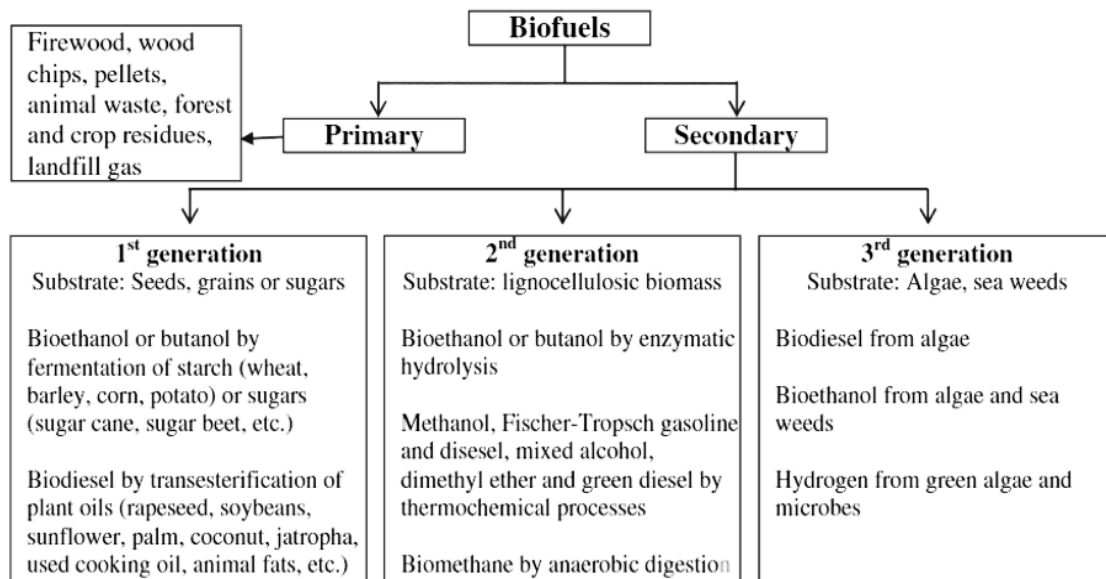 Biofuels
Firewood, wood
chips, pellets,
animal waste, forest
and crop residues,
landfill gas
Primary
Secondary
1st generation
Substrate: Seeds, grains or sugars
Bioethanol or butanol by
fermentation of starch (wheat,
barley, corn, potato) or sugars
(sugar cane, sugar beet, etc.)
Biodiesel by transesterification of
plant oils (rapeseed, soybeans,
sunflower, palm, coconut, jatropha,
used cooking oil, animal fats, etc.)
2nd generation
Substrate: lignocellulosic biomass
Bioethanol or butanol by enzymatic
hydrolysis
Methanol, Fischer-Tropsch gasoline
and disesel, mixed alcohol,
dimethyl ether and green diesel by
thermochemical processes
Biomethane by anaerobic digestion
3rd generation
Substrate: Algae, sea weeds
Biodiesel from algae
Bioethanol from algae and sea
weeds
Hydrogen from green algae and
microbes